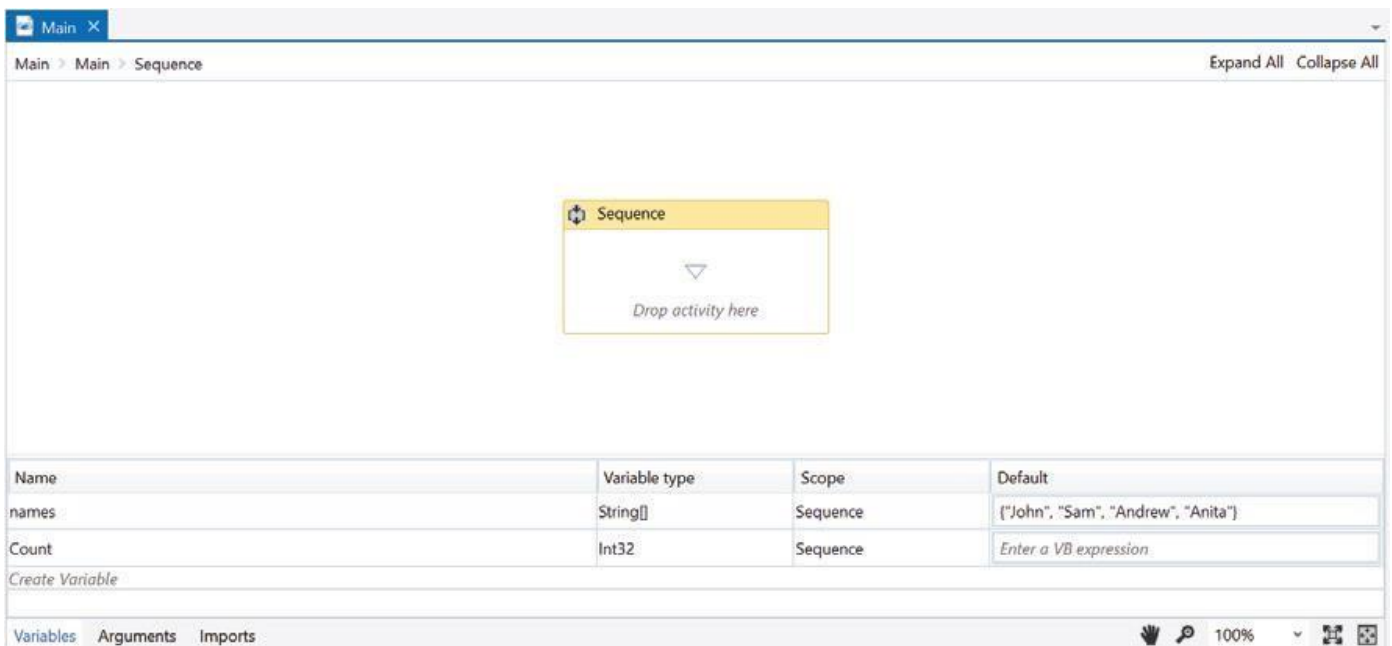 Main
Main > Main > Sequence Expand All Collapse All
Sequence
Drop activity here
Name Variable type Scope Default
names String[] Sequence {"John", "Sam", "Andrew", "Anita"}
Count Int32 Sequence Enter a VB expression
Create Variable
Variables Arguments Imports 100%